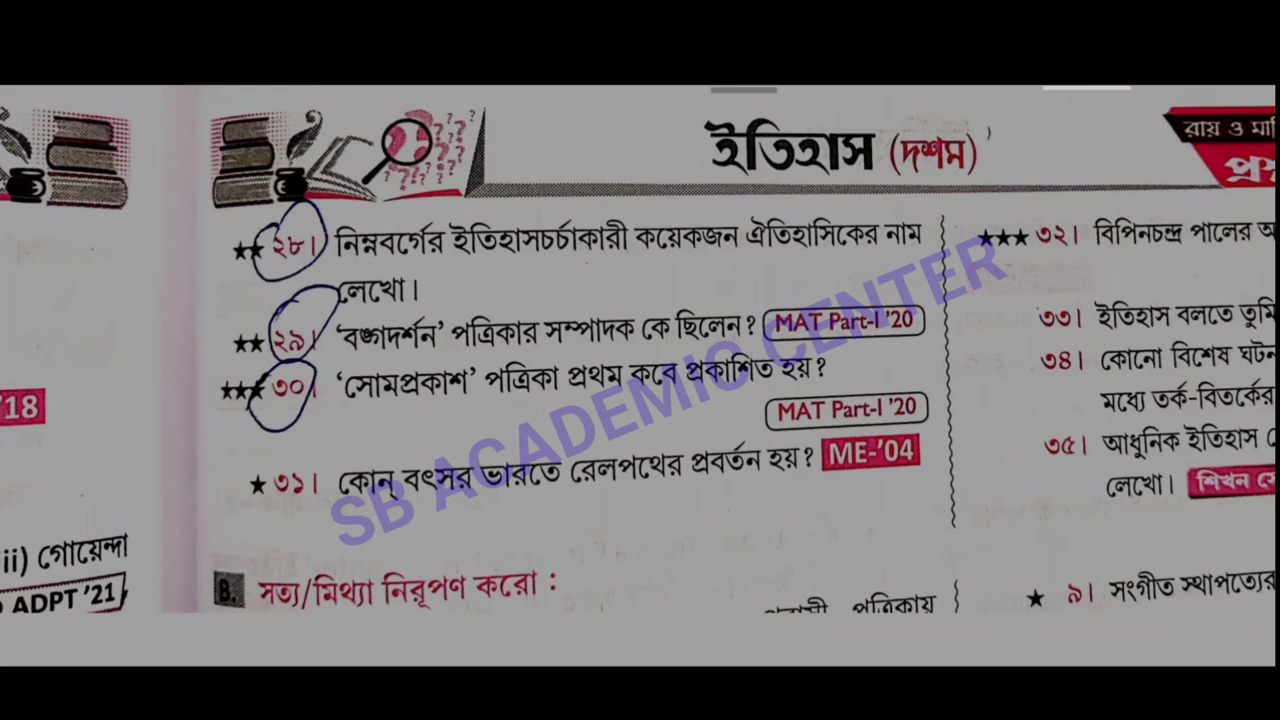 ইতিহাস (দশম)
রায় ও
★★ ২৮। নিম্নবর্গের ইতিহাসচর্চাকারী কয়েকজন ঐতিহাসিকের নাম
লেখো।
★★ ২৯। ‘বঙ্গদর্শন’ পত্রিকার সম্পাদক কে ছিলেন? MAT Part-I '20
★★★ ৩০। ‘সোমপ্রকাশ’ পত্রিকা প্রথম কবে প্রকাশিত হয়?
MAT Part-I '20
★ ৩১। কোন্ বৎসর ভারতে রেলপথের প্রবর্তন হয়? ME-'04
B. সত্য/মিথ্যা নিরূপণ করো :
পত্রিকায়
★★★ ৩২। বিপিনচন্দ্র পালের
৩৩। ইতিহাস বলতে তুমি
৩৪। কোনো বিশেষ
মধ্যে তর্ক-বিতর্কের
৩৫। আধুনিক ইতিহাস
লেখো।
★ ৯। সংগীত স্থাপত্যের
'18
ii) গোয়েন্দা
ADPT '21
SB ACADEMIC CENTER